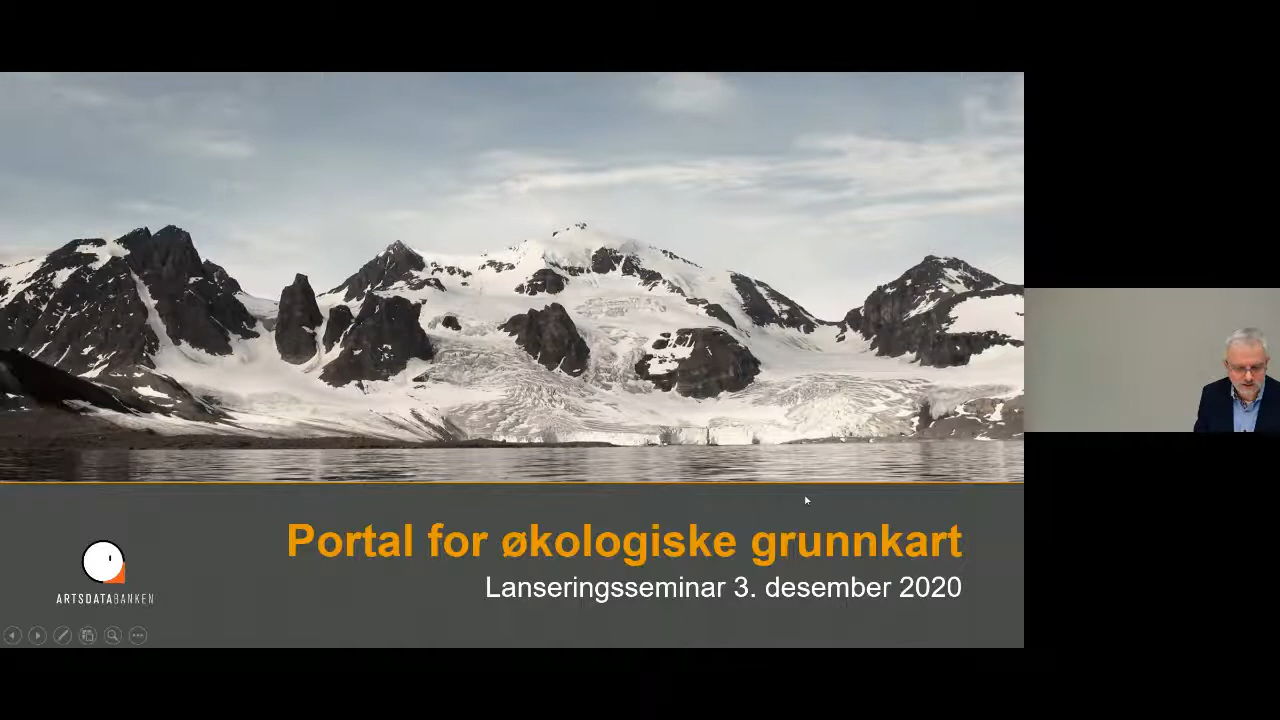 Portal for økologiske grunnkart
Lanseringsseminar 3. desember 2020
ARTSDATABANKEN